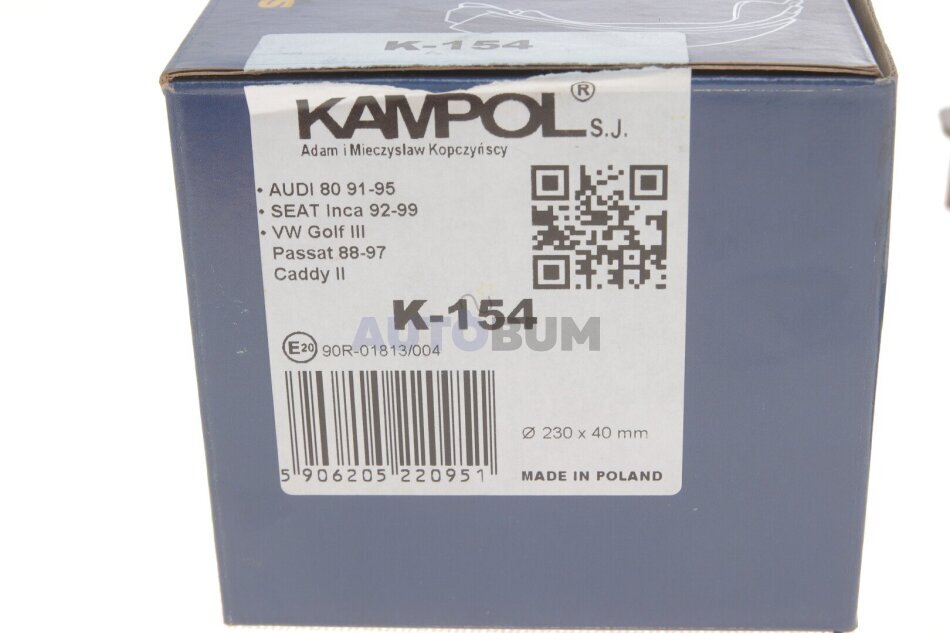 S
K-154
KAMPOL® S.J.
Adam i Mieczyslaw Kopczyńscy
• AUDI 80 91-95
• SEAT Inca 92-99
• VW Golf III
Passat 88-97
Caddy II
K-154
AUTOBUM
E20 90R-01813/004
Ø 230 x 40 mm
5 906205 220951
MADE IN POLAND